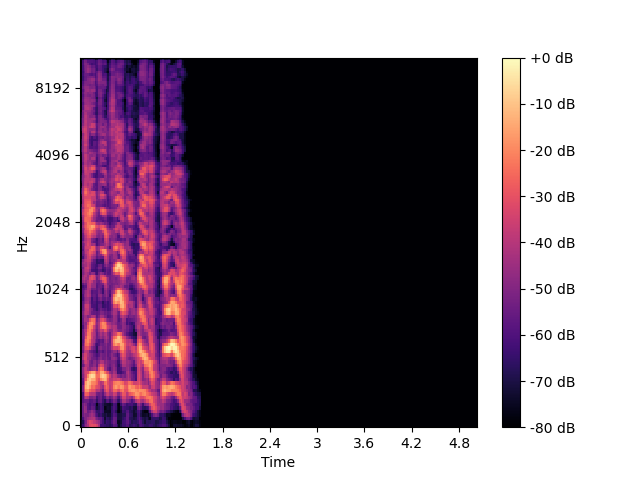 +0 dB
8192
-10 dB
4096
-20 dB
-30 dB
2048
Hz
-40 dB
1024
-50 dB
-60 dB
512
-70 dB
0
-80 dB
0 0.6 1.2 1.8 2.4 3 3.6 4.2 4.8
Time